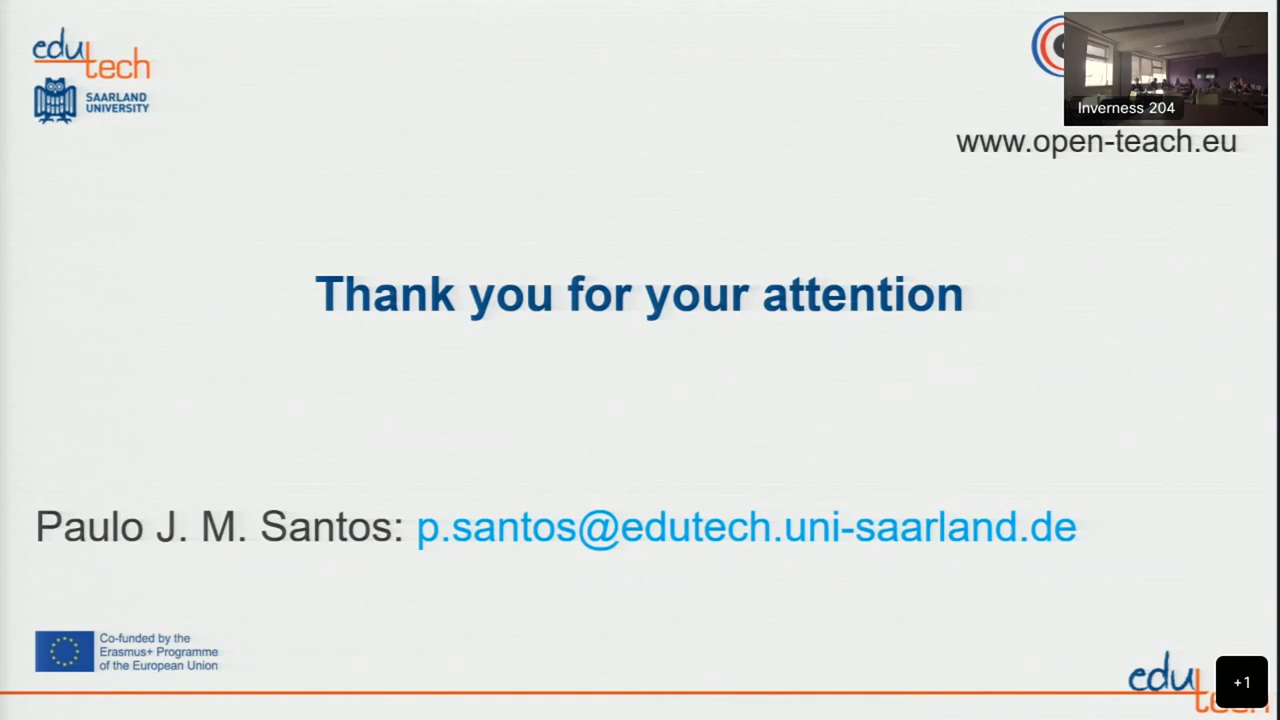 edutech
SAARLAND
UNIVERSITY
Inverness 204
www.open-teach.eu
Thank you for your attention
Paulo J. M. Santos: p.santos@edutech.uni-saarland.de
Co-funded by the
Erasmus+ Programme
of the European Union
edu
+1